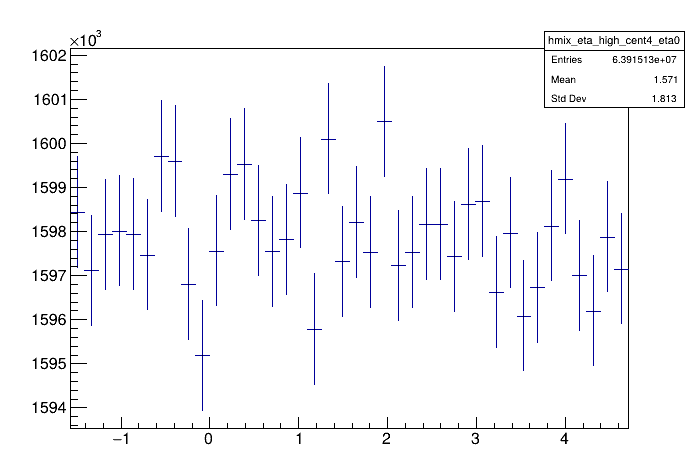 ×10³
hmix_eta_high_cent4_eta0
Entries 6.391513e+07
Mean 1.571
Std Dev 1.813
1602
1601
1600
1599
1598
1597
1596
1595
1594
−1 0 1 2 3 4